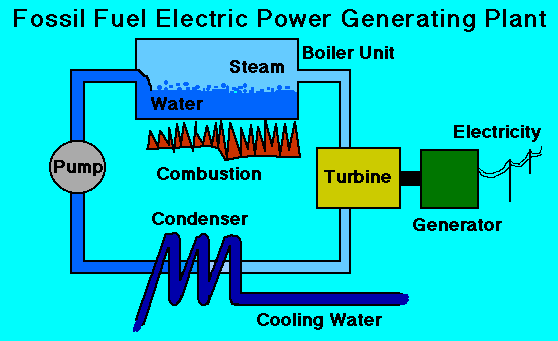 Fossil Fuel Electric Power Generating Plant
Boiler Unit
Steam
Water
Electricity
Pump
Combustion
Turbine
Condenser
Generator
Cooling Water